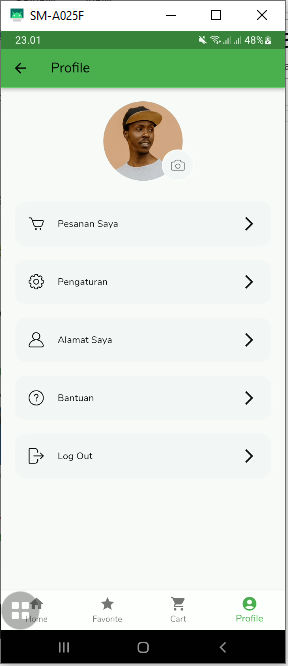 SM-A025F
23.01
48%
Profile
Pesanan Saya
Pengaturan
Alamat Saya
Bantuan
Log Out
Home
Favorite
Cart
Profile